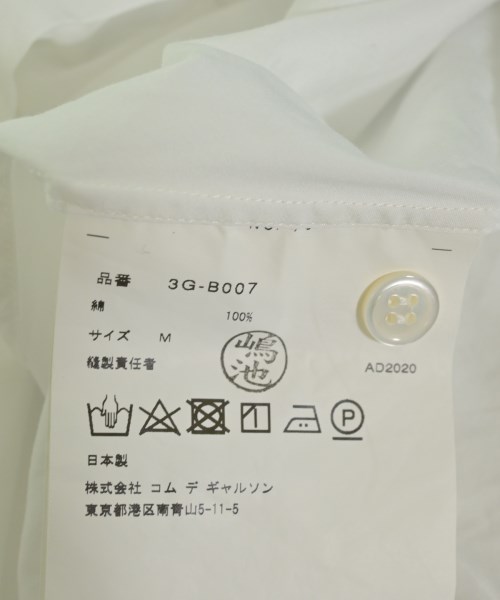 品番 3G-B007
綿 100%
サイズ M
縫製責任者 嶋池
AD2020
P
日本製
株式会社 コム デ ギャルソン
東京都港区南青山5-11-5